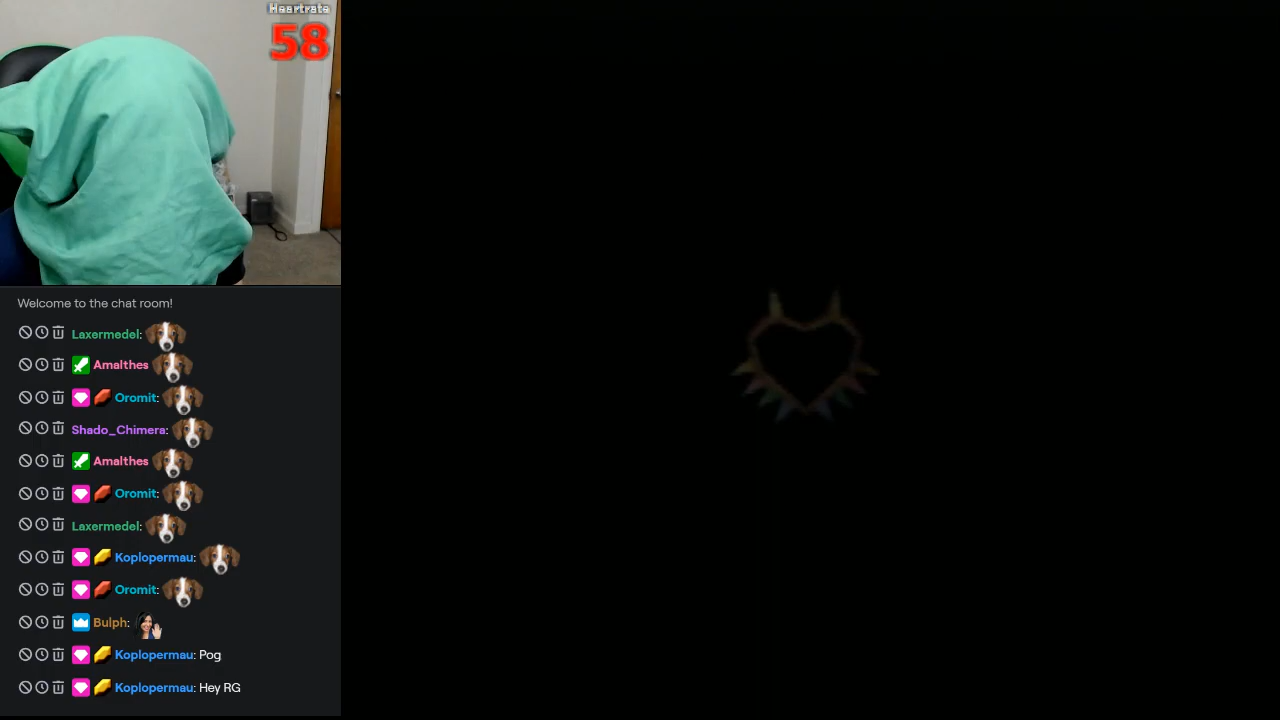 Heartrate
58
Welcome to the chat room!
Laxermedel:
Amalthes
Oromit:
Shado_Chimera:
Amalthes
Oromit:
Laxermedel:
Koplopermau:
Oromit:
Bulph:
Koplopermau: Pog
Koplopermau: Hey RG